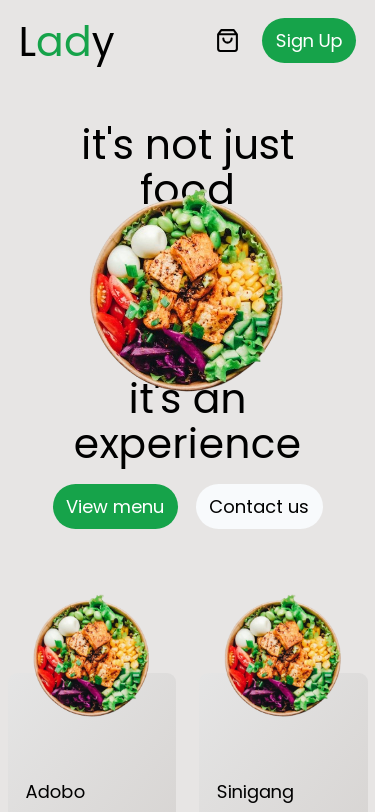 Lady
Sign Up
it's not just
food
it's an
experience
View menu
Contact us
Adobo
Sinigang